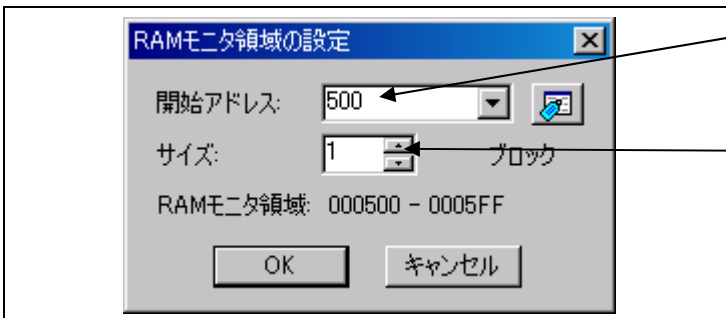 RAMモニタ領域の設定
開始アドレス: 500
サイズ: 1 ブロック
RAMモニタ領域: 000500 - 0005FF
OK キャンセル